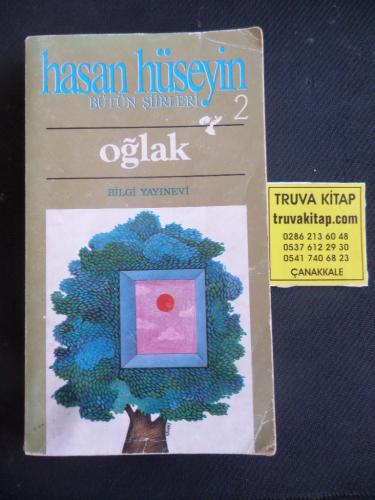 hasan hüseyin
BÜTÜN ŞİİRLERİ 2
oğlak
BİLGİ YAYINEVİ
TRUVA KİTAP
truvakitap.com
0286 213 60 48
0537 612 29 30
0541 740 68 23
ÇANAKKALE